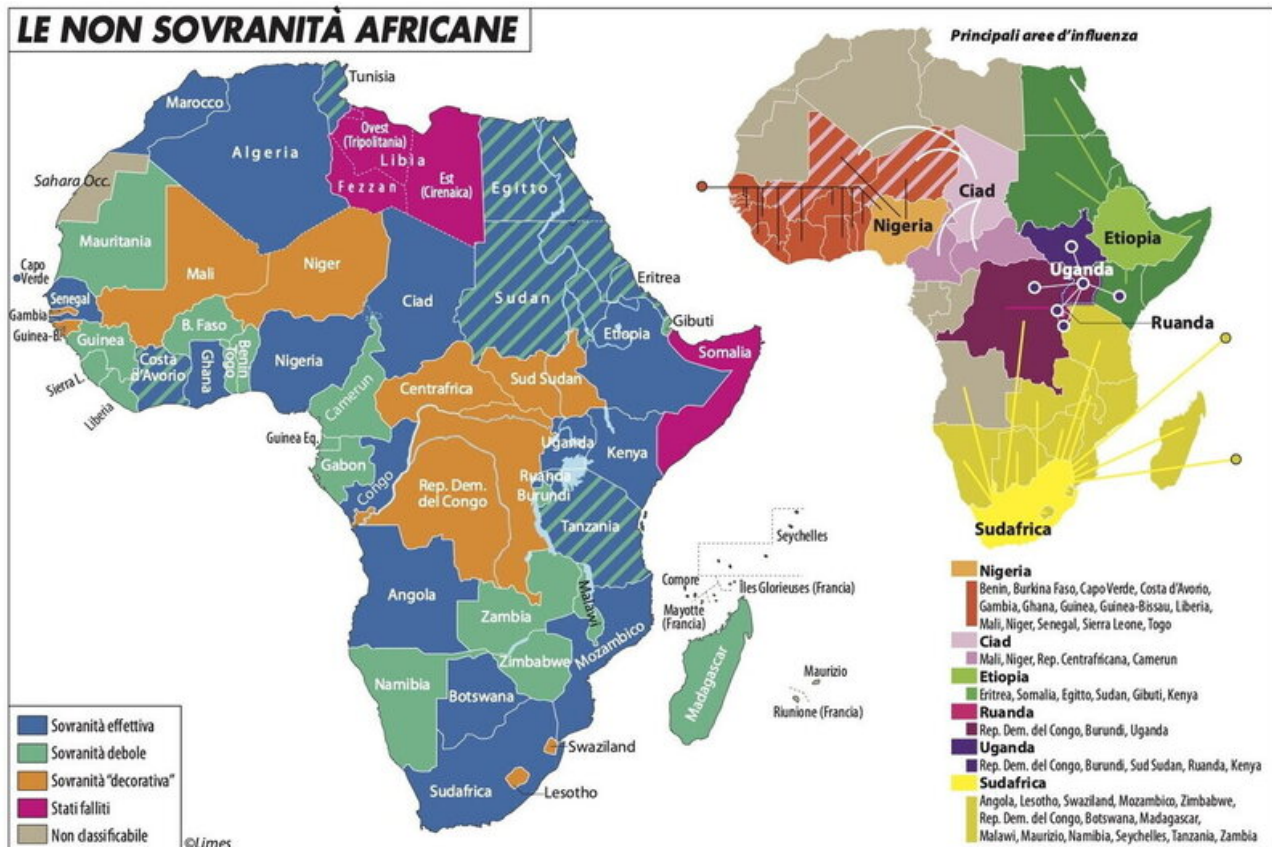 LE NON SOVRANITÀ AFRICANE
Principali aree d'influenza
Tunisia
Marocco
Ovest
(Tripolitania)
Algeria
Libia
Est
(Cirenaica)
Sahara Occ.
Fezzan
Egitto
Mauritania
Capo
Verde
Mali
Niger
Ciad
Sudan
Eritrea
Senegal
Gambia
Guinea-B.
Guinea
B. Faso
Gibuti
Etiopia
Somalia
Nigeria
Benin
Togo
Ghana
Costa
d'Avorio
Sierra L.
Liberia
Camerun
Centrafrica
Sud Sudan
Guinea Eq.
Gabon
Congo
Uganda
Kenya
Ruanda
Burundi
Rep. Dem.
del Congo
Tanzania
Seychelles
Angola
Zambia
Malawi
Comore
Mayotte
(Francia)
Îles Glorieuses (Francia)
Mozambico
Zimbabwe
Namibia
Botswana
Madagascar
Maurizio
Riunione (Francia)
Swaziland
Lesotho
Sudafrica
Sovranità effettiva
Sovranità debole
Sovranità "decorativa"
Stati falliti
Non classificabile
©Limes
Ciad
Nigeria
Etiopia
Uganda
Ruanda
Sudafrica
Nigeria
Benin, Burkina Faso, Capo Verde, Costa d'Avorio,
Gambia, Ghana, Guinea, Guinea-Bissau, Liberia,
Mali, Niger, Senegal, Sierra Leone, Togo
Ciad
Mali, Niger, Rep. Centrafricana, Camerun
Etiopia
Eritrea, Somalia, Egitto, Sudan, Gibuti, Kenya
Ruanda
Rep. Dem. del Congo, Burundi, Uganda
Uganda
Rep. Dem. del Congo, Burundi, Sud Sudan, Ruanda, Kenya
Sudafrica
Angola, Lesotho, Swaziland, Mozambico, Zimbabwe,
Rep. Dem. del Congo, Botswana, Madagascar,
Malawi, Maurizio, Namibia, Seychelles, Tanzania, Zambia